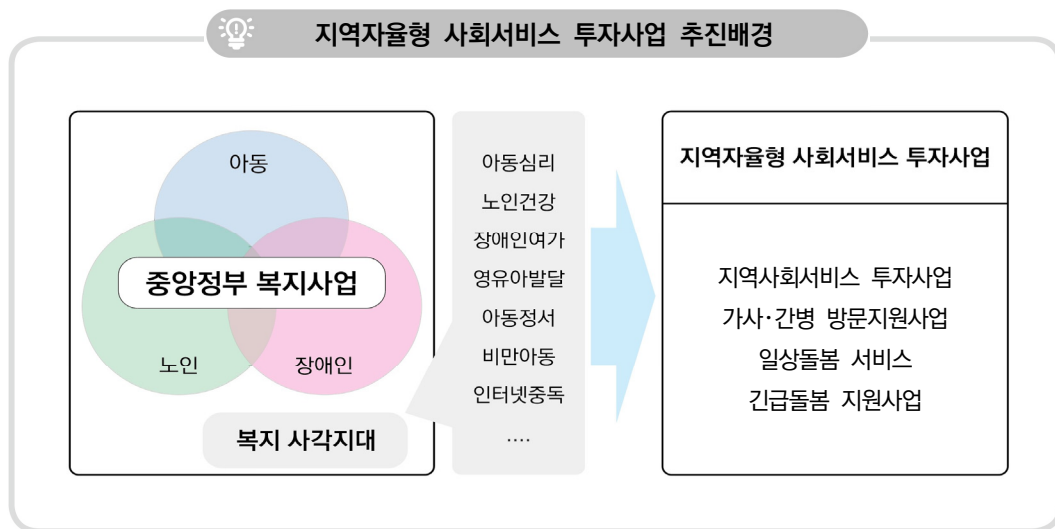 지역자율형 사회서비스 투자사업 추진배경
아동
중앙정부 복지사업
노인
장애인
복지 사각지대
아동심리
노인건강
장애인여가
영유아발달
아동정서
비만아동
인터넷중독
....
지역자율형 사회서비스 투자사업
지역사회서비스 투자사업
가사·간병 방문지원사업
일상돌봄 서비스
긴급돌봄 지원사업